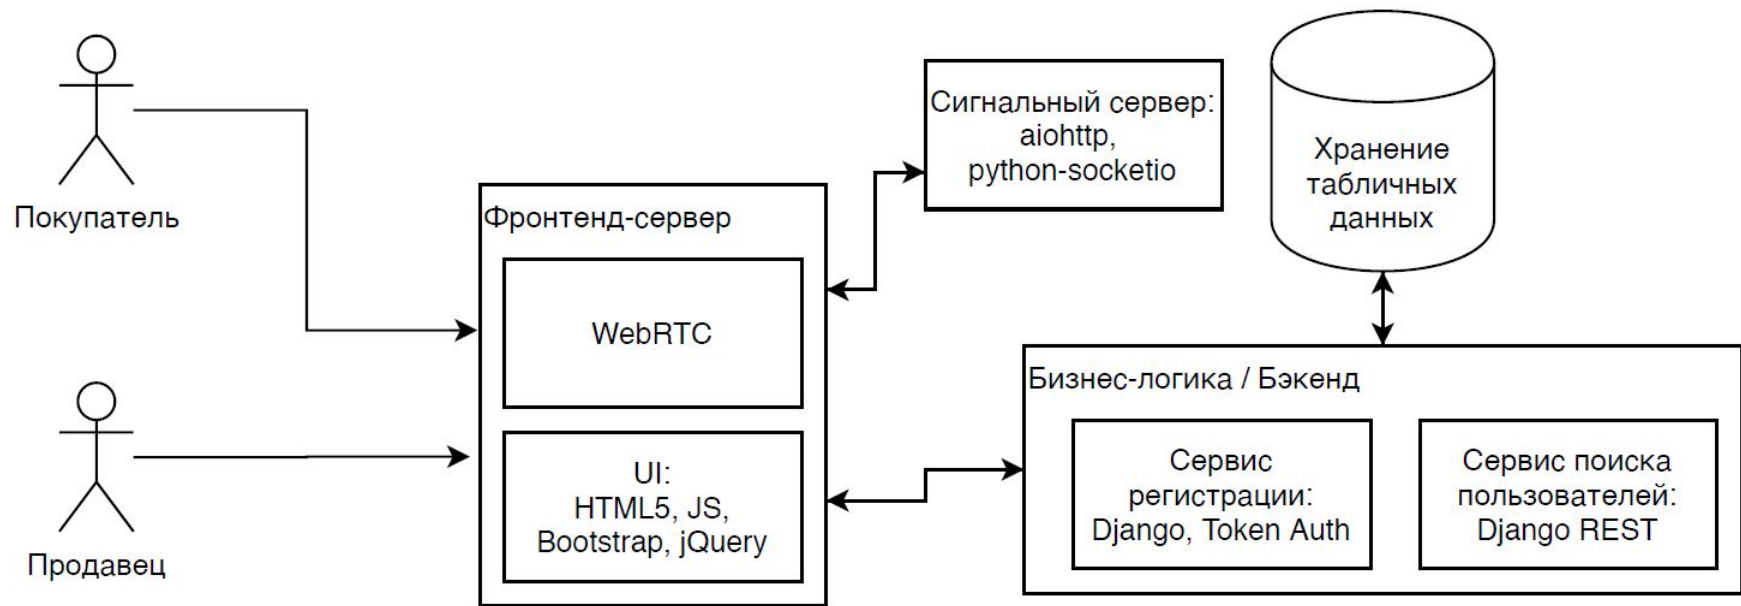 Покупатель
Продавец
Фронтенд-сервер
WebRTC
UI:
HTML5, JS,
Bootstrap, jQuery
Сигнальный сервер:
aiohttp,
python-socketio
Хранение
табличных
данных
Бизнес-логика / Бэкенд
Сервис
регистрации:
Django, Token Auth
Сервис поиска
пользователей:
Django REST